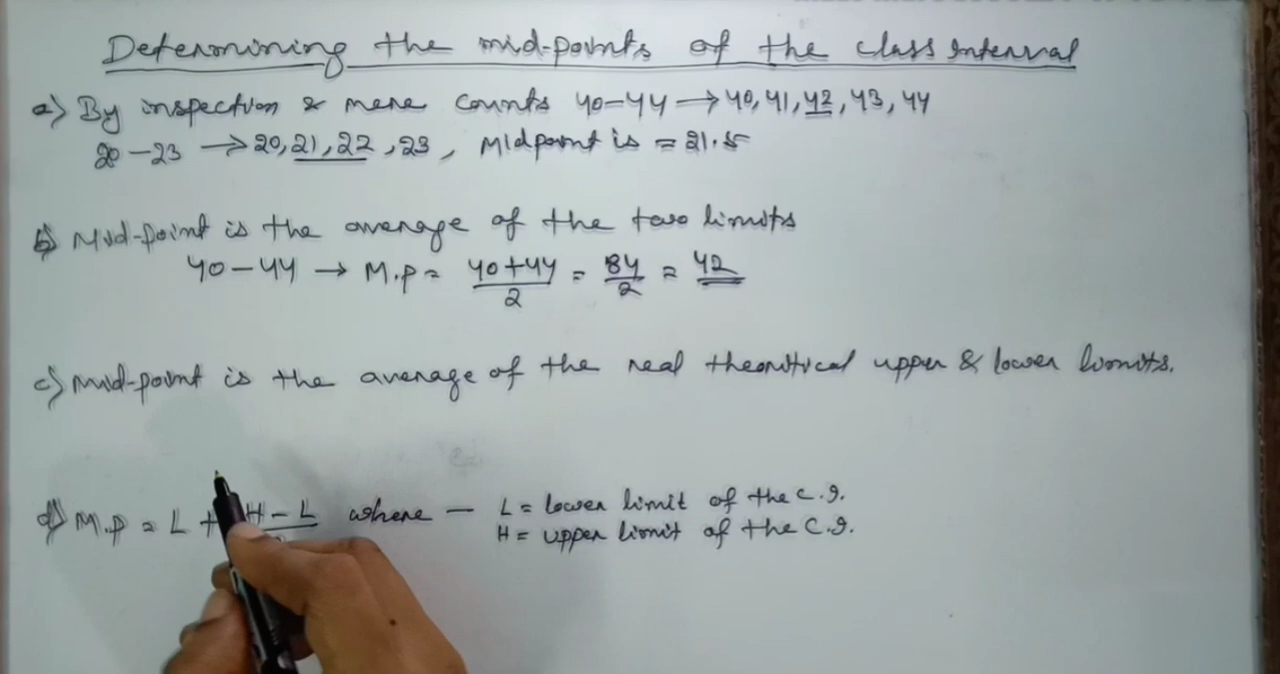 Determining the mid-points of the class Interval
a) By inspection & mere counts 40-44 → 40, 41, 42, 43, 44
20-23 → 20, 21, 22, 23, Midpoint is = 21.5
b) Mid-point is the average of the two limits
40-44 → M.p = 40+44/2 = 84/2 = 42
c) Mid-point is the average of the real theoritical upper & lower limits.
d) M.p = L + H-L where — L = lower limit of the C.I.
H = upper limit of the C.I.